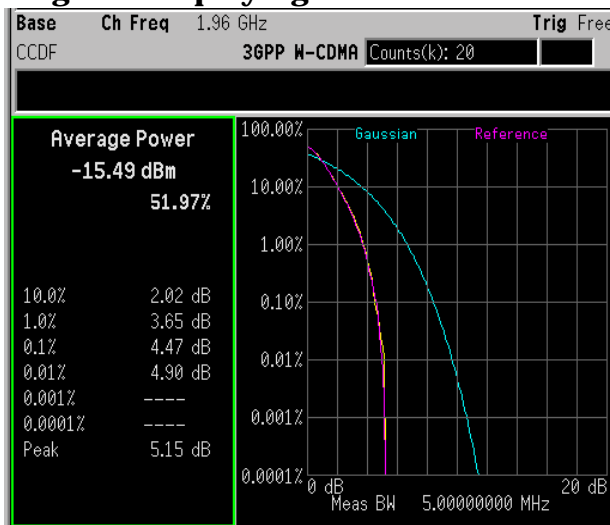 Base Ch Freq 1.96 GHz Trig Free
CCDF 3GPP W-CDMA Counts(k): 20
Average Power
-15.49 dBm
51.97%
10.0% 2.02 dB
1.0% 3.65 dB
0.1% 4.47 dB
0.01% 4.90 dB
0.001% ----
0.0001% ----
Peak 5.15 dB
Gaussian Reference
100.00%
10.00%
1.00%
0.10%
0.01%
0.001%
0.0001%
0 dB 20 dB
Meas BW 5.00000000 MHz